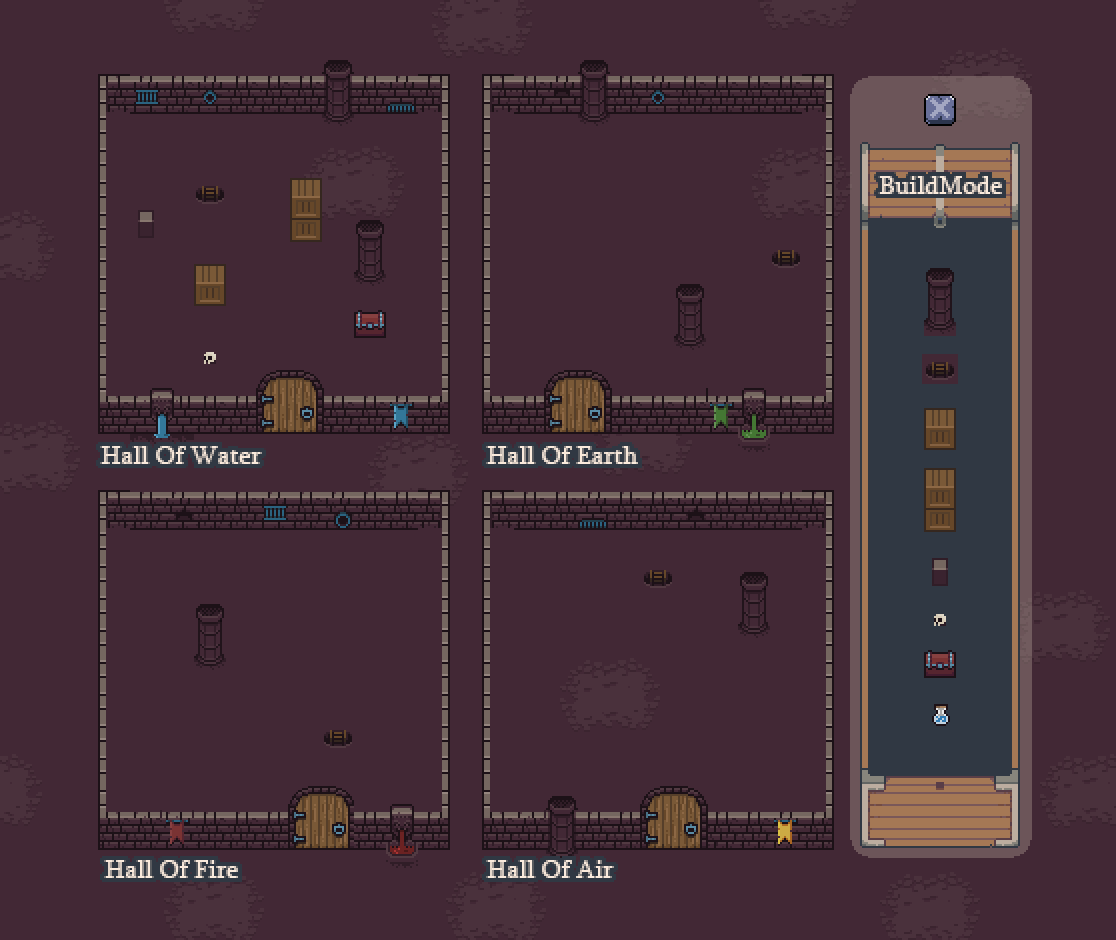 BuildMode
Hall Of Water
Hall Of Earth
Hall Of Fire
Hall Of Air